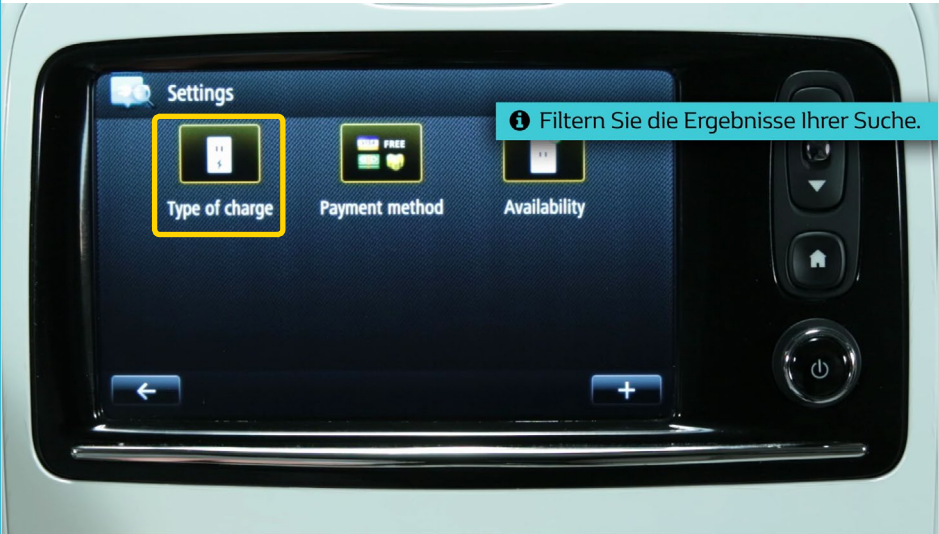 Settings
Filtern Sie die Ergebnisse Ihrer Suche.
FREE
Type of charge
Payment method
Availability